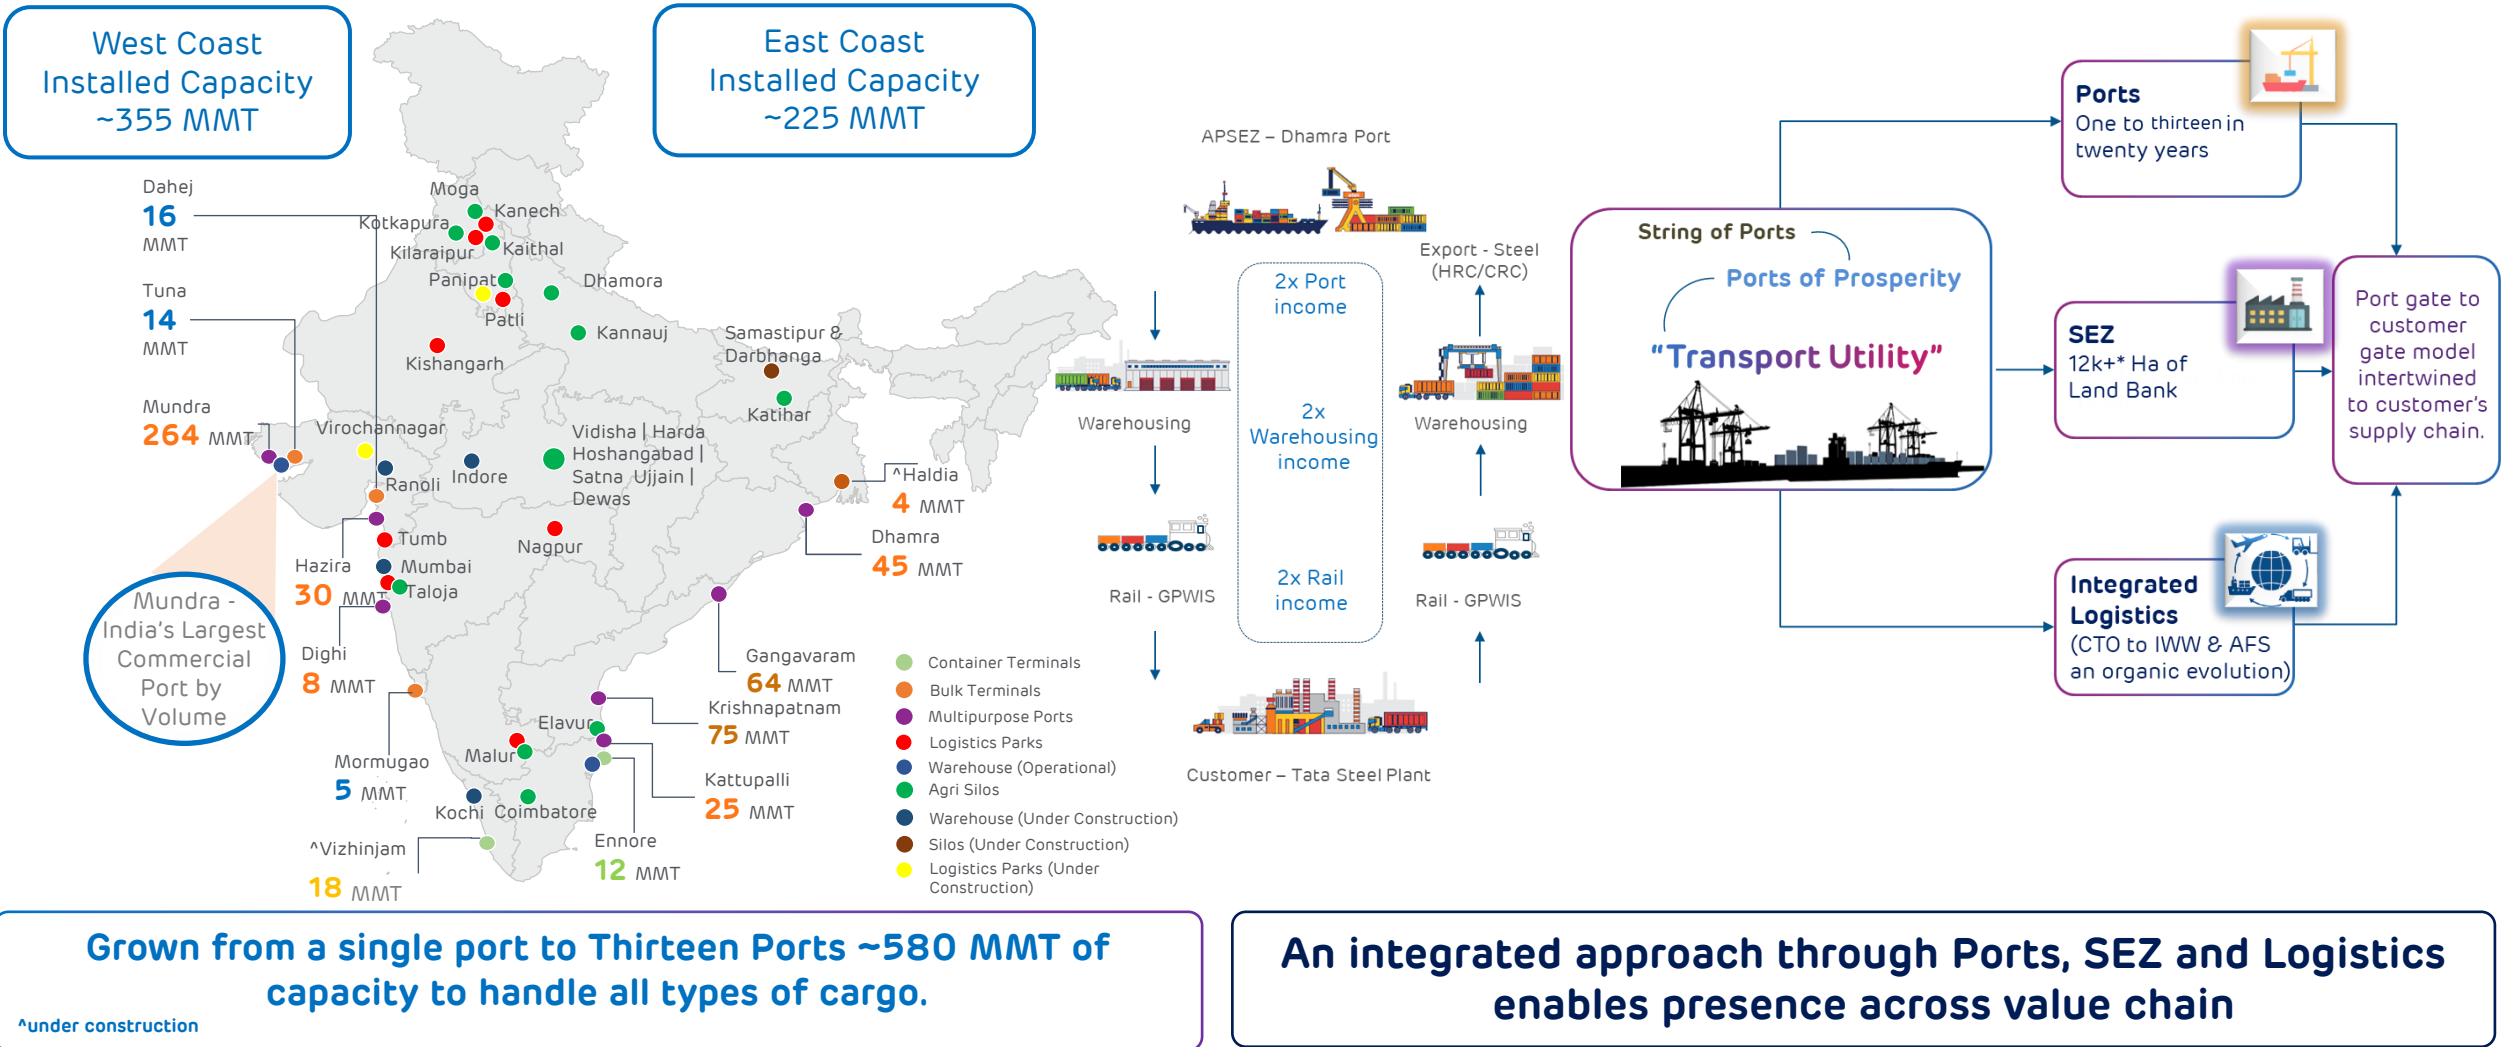 West Coast
Installed Capacity
~355 MMT
East Coast
Installed Capacity
~225 MMT
Dahej
16
MMT
Tuna
14
MMT
Mundra
264 MMT
Moga
Kanech
Kotkapura
Kilaraipur
Kaithal
Panipat
Dhamora
Patli
Kannauj
Kishangarh
Samastipur &
Darbhanga
Katihar
Virochannagar
Ranoli
Indore
Vidisha | Harda
Hoshangabad |
Satna Ujjain |
Dewas
^Haldia
4 MMT
Dhamra
45 MMT
Nagpur
Tumb
Mumbai
Taloja
Hazira
30 MMT
Mundra -
India's Largest
Commercial
Port by
Volume
Dighi
8 MMT
Gangavaram
64 MMT
Krishnapatnam
75 MMT
Elavur
Malur
Mormugao
5 MMT
Kattupalli
25 MMT
Kochi
Coimbatore
Ennore
12 MMT
^Vizhinjam
18 MMT
Container Terminals
Bulk Terminals
Multipurpose Ports
Logistics Parks
Warehouse (Operational)
Agri Silos
Warehouse (Under Construction)
Silos (Under Construction)
Logistics Parks (Under
Construction)
APSEZ – Dhamra Port
Export - Steel
(HRC/CRC)
2x Port
income
Warehousing
2x
Warehousing
income
Warehousing
2x Rail
income
Rail - GPWIS
Rail - GPWIS
Customer – Tata Steel Plant
String of Ports
Ports of Prosperity
“Transport Utility”
Ports
One to thirteen in
twenty years
SEZ
12k+* Ha of
Land Bank
Integrated
Logistics
(CTO to IWW & AFS
an organic evolution)
Port gate to
customer
gate model
intertwined
to customer's
supply chain.
Grown from a single port to Thirteen Ports ~580 MMT of
capacity to handle all types of cargo.
^under construction
An integrated approach through Ports, SEZ and Logistics
enables presence across value chain